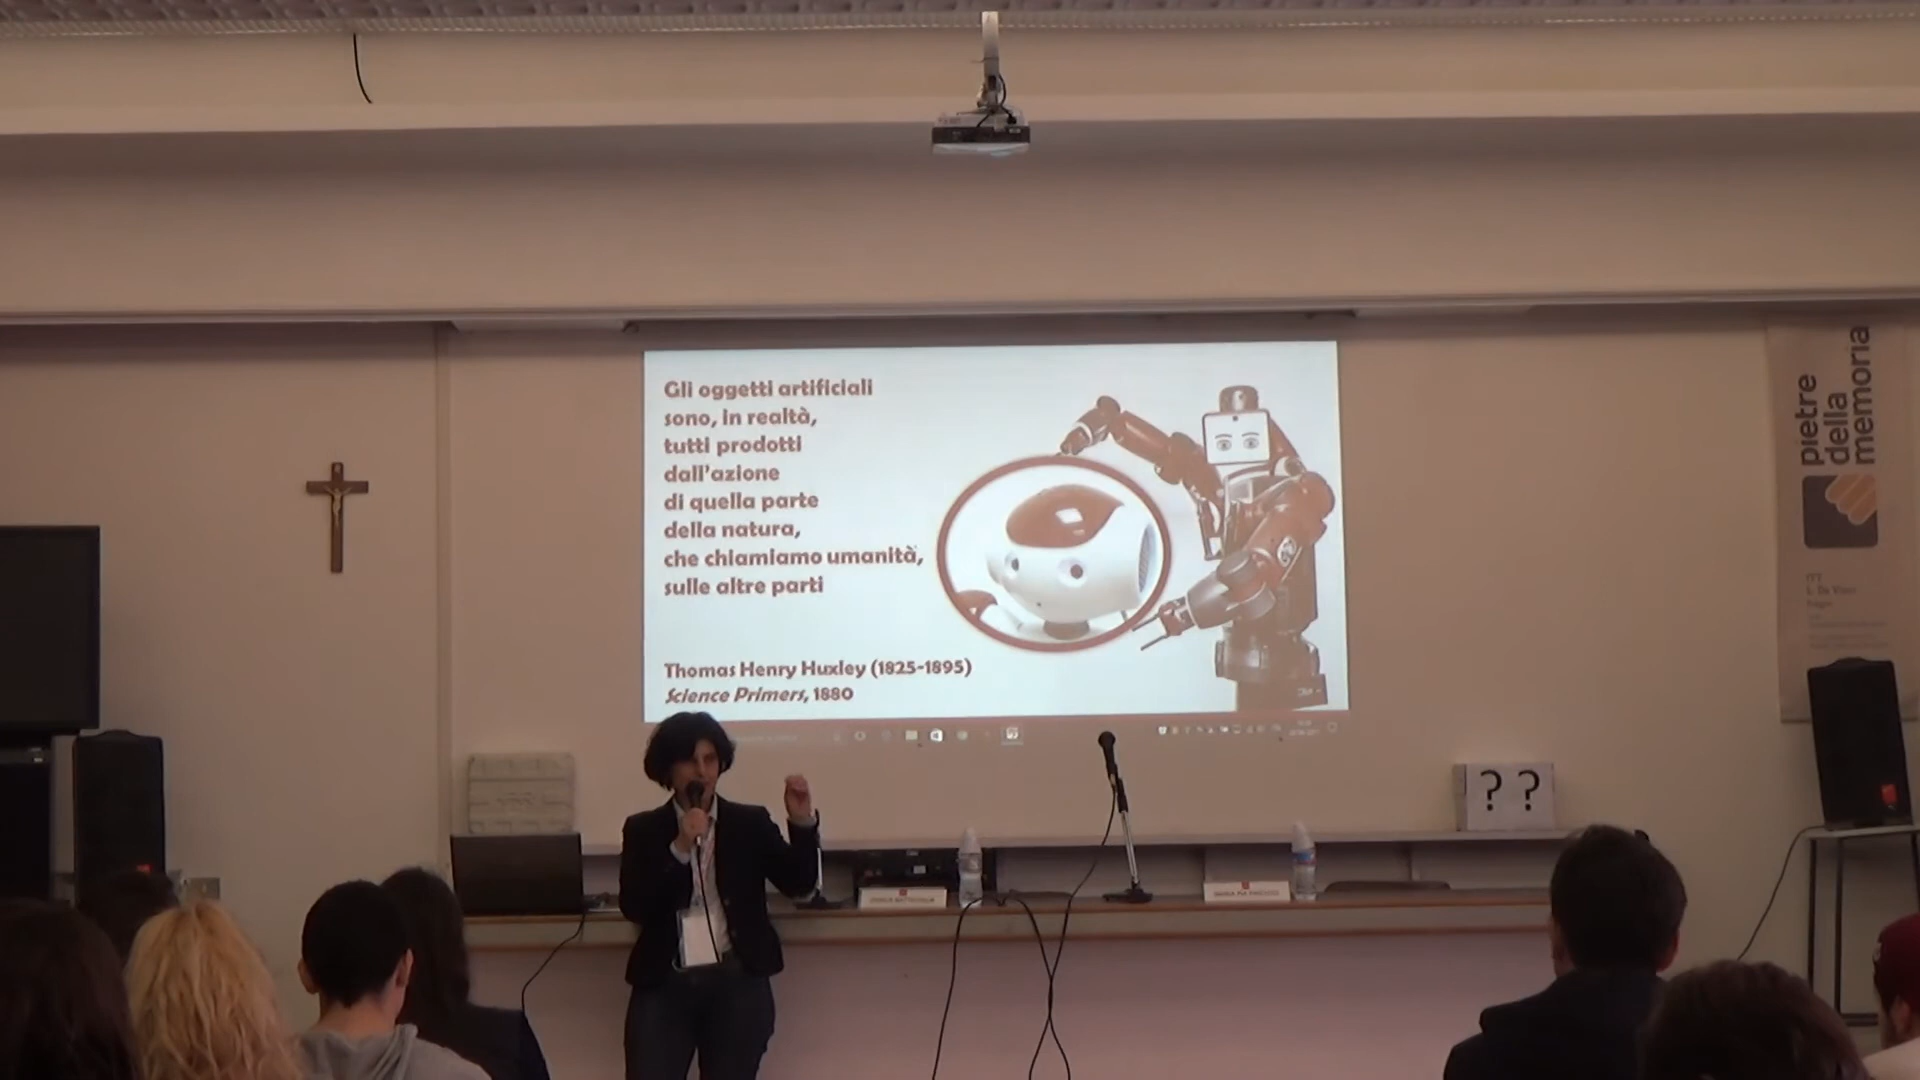 Gli oggetti artificiali
sono, in realtà,
tutti prodotti
dall'azione
di quella parte
della natura,
che chiamiamo umanità,
sulle altre parti
Thomas Henry Huxley (1825-1895)
Science Primers, 1880
pietre
della
memoria
? ?